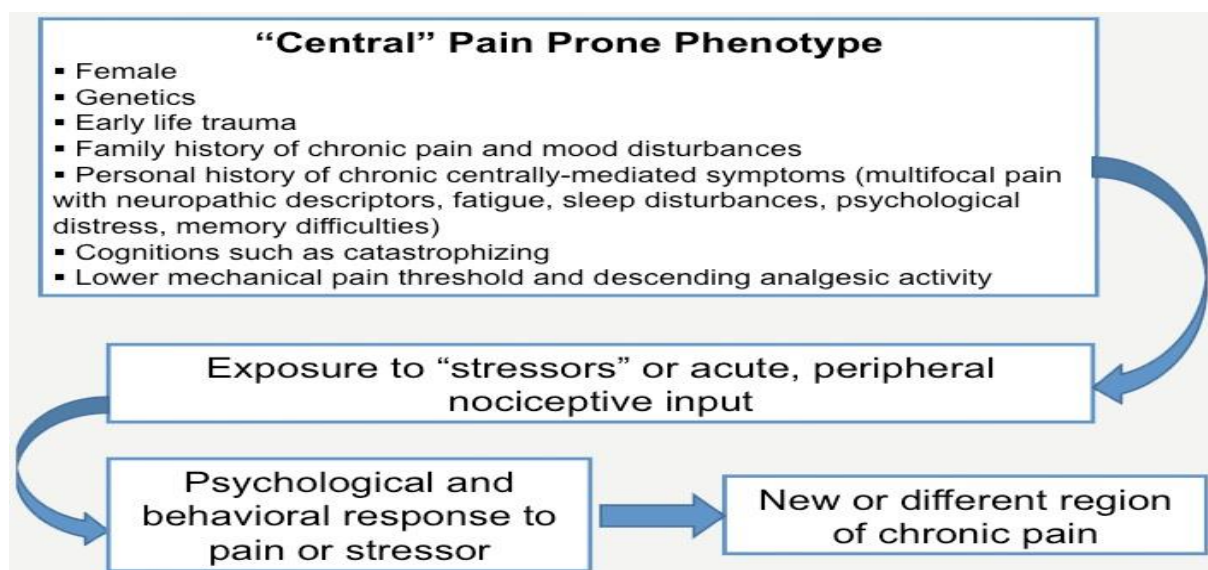 “Central” Pain Prone Phenotype
▪ Female
▪ Genetics
▪ Early life trauma
▪ Family history of chronic pain and mood disturbances
▪ Personal history of chronic centrally-mediated symptoms (multifocal pain
with neuropathic descriptors, fatigue, sleep disturbances, psychological
distress, memory difficulties)
▪ Cognitions such as catastrophizing
▪ Lower mechanical pain threshold and descending analgesic activity
Exposure to “stressors” or acute, peripheral
nociceptive input
Psychological and
behavioral response to
pain or stressor
New or different region
of chronic pain